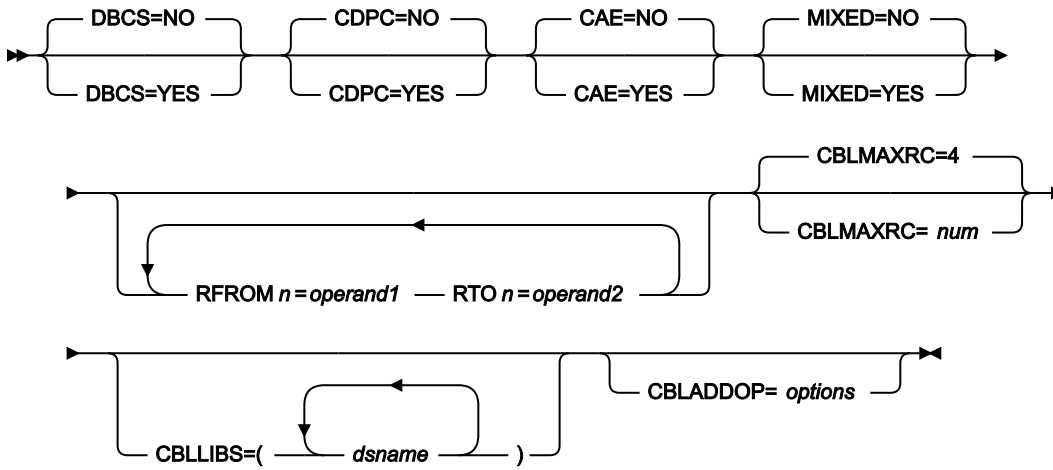 DBCS=NO CDPC=NO CAE=NO MIXED=NO
DBCS=YES CDPC=YES CAE=YES MIXED=YES
CBLMAXRC=4
CBLMAXRC= num
RFROM n=operand1 RTO n=operand2
CBLADDOP= options
CBLLIBS=( dsname )